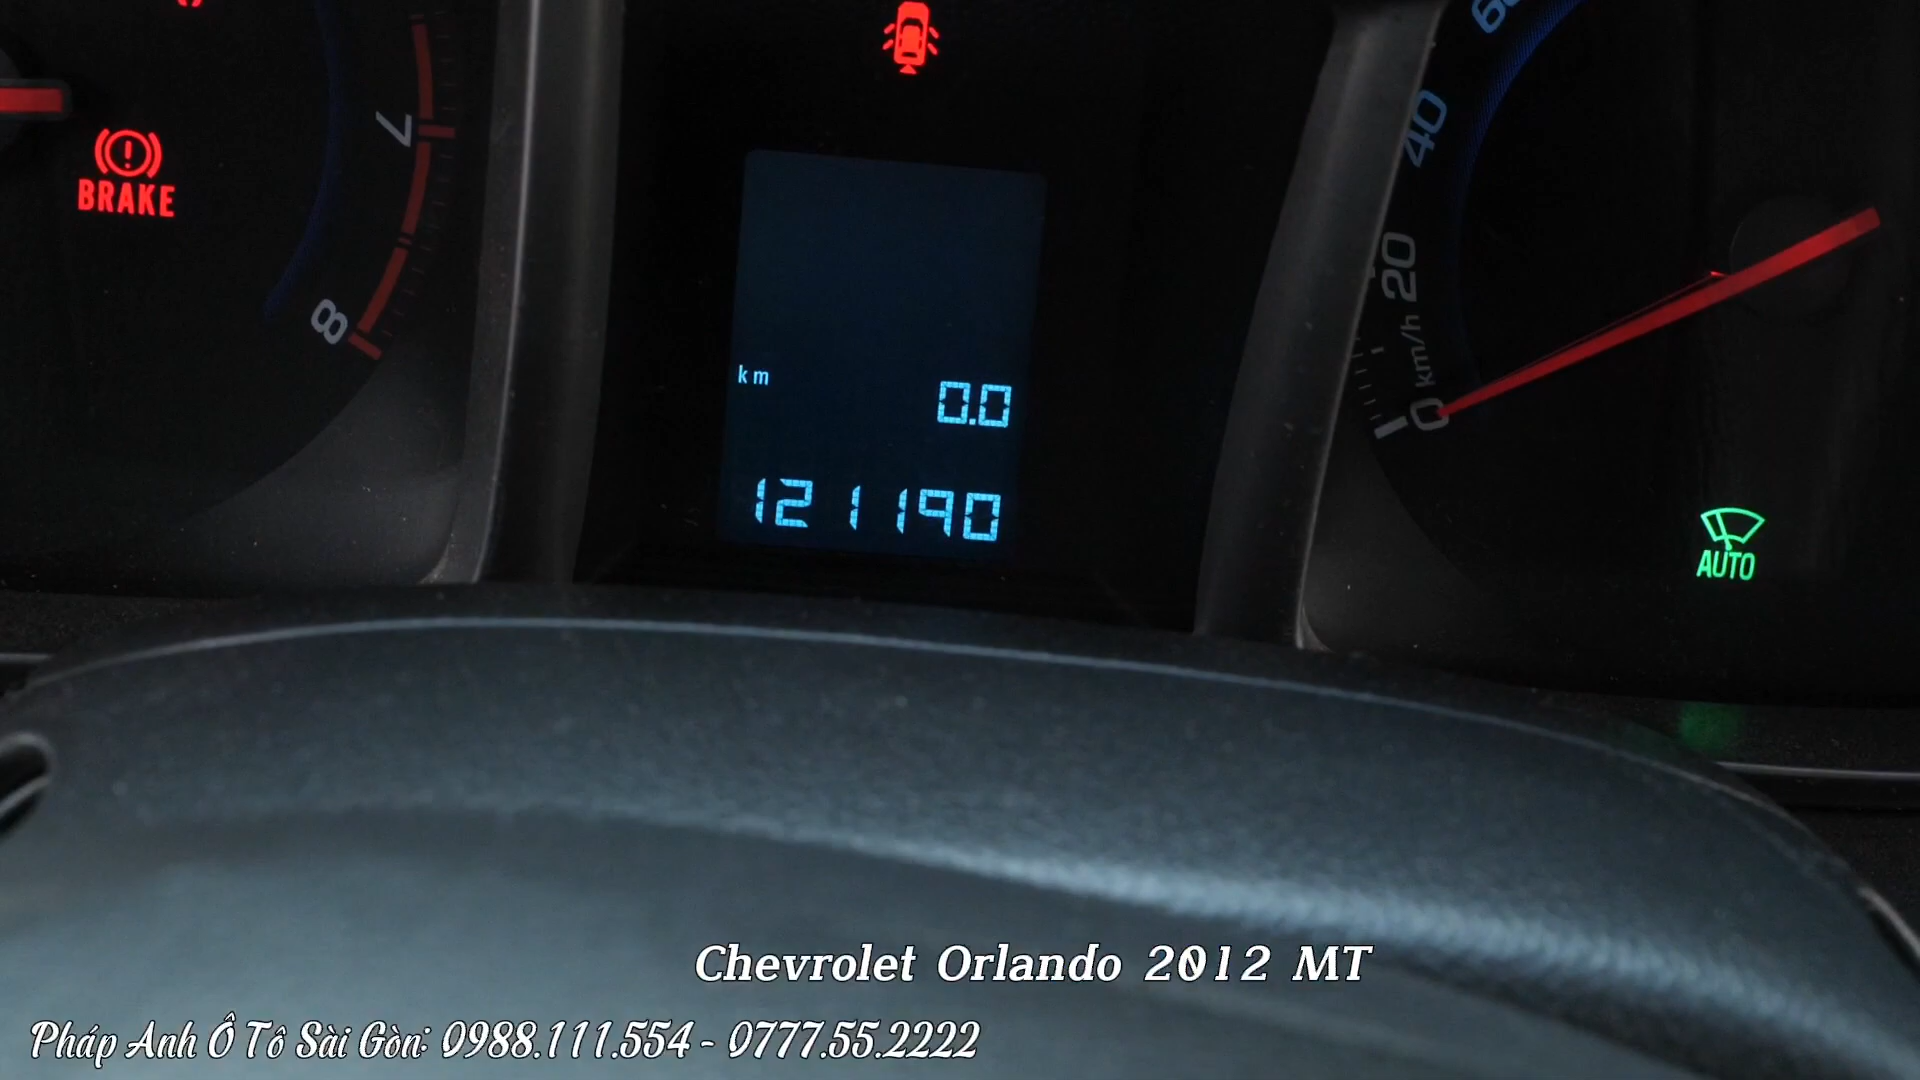 60
40
7
BRAKE
20
8
km/h
km
0.0
0
121190
AUTO
Chevrolet Orlando 2012 MT
Pháp Anh Ô Tô Sài Gòn: 0988.111.554 - 0777.55.2222